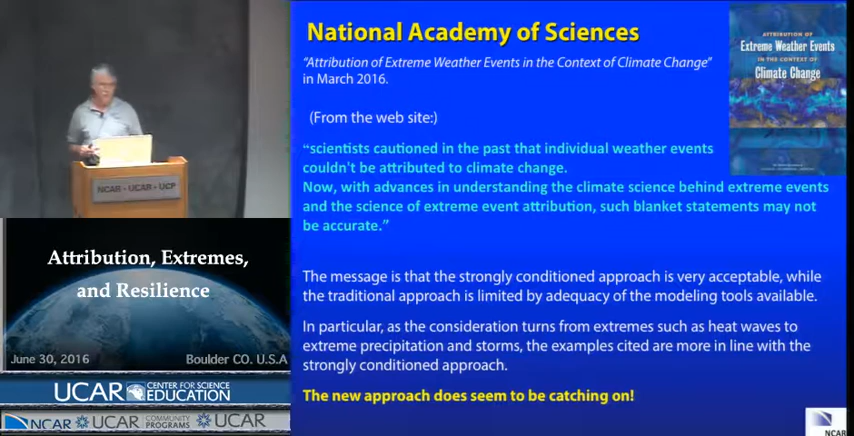 National Academy of Sciences
"Attribution of Extreme Weather Events in the Context of Climate Change"
in March 2016.
(From the web site:)
"scientists cautioned in the past that individual weather events
couldn't be attributed to climate change.
Now, with advances in understanding the climate science behind extreme events
and the science of extreme event attribution, such blanket statements may not
be accurate."
The message is that the strongly conditioned approach is very acceptable, while
the traditional approach is limited by adequacy of the modeling tools available.
In particular, as the consideration turns from extremes such as heat waves to
extreme precipitation and storms, the examples cited are more in line with the
strongly conditioned approach.
The new approach does seem to be catching on!
ATTRIBUTION OF
Extreme Weather Events
IN THE CONTEXT OF
Climate Change
NCAR
NCAR • UCAR • UCP
Attribution, Extremes,
and Resilience
June 30, 2016 Boulder CO. U.S.A
UCAR CENTER FOR SCIENCE
EDUCATION
NCAR UCAR COMMUNITY
PROGRAMS UCAR